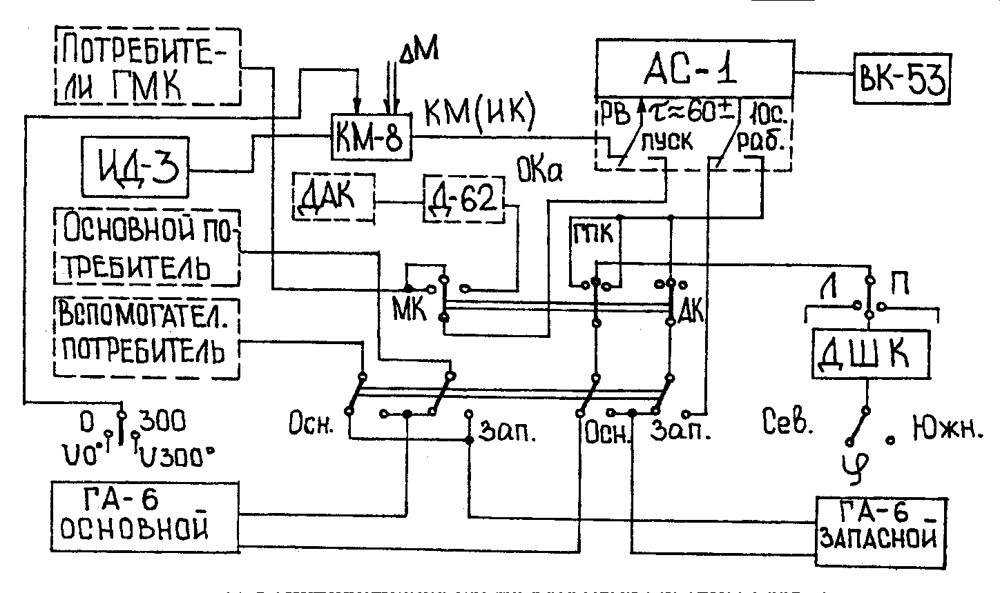 ПОТРЕБИТЕ-
ЛИ ГМК
ΔМ
АС-1
ВК-53
КМ-8
КМ(ИК)
РВ τ≈60± 10с.
ПУСК
раб.
ИД-3
ДАК
Д-62
ОКа
ОСНОВНОЙ ПО-
ТРЕБИТЕЛЬ
ГПК
МК
ДК
Л
П
ВСПОМОГАТЕЛ.
ПОТРЕБИТЕЛЬ
ДШК
0
300
U0°
U300°
Осн.
Зап.
Осн.
Зап.
Сев.
Южн.
φ
ГА-6
ОСНОВНОЙ
ГА-6
ЗАПАСНОЙ